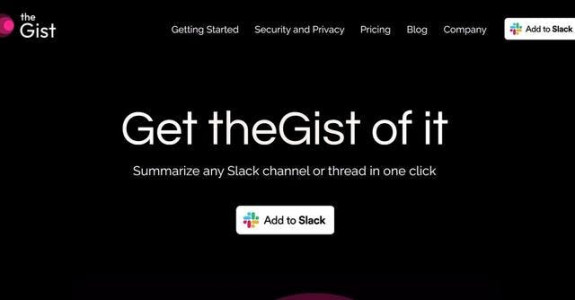 the
Gist
Getting Started Security and Privacy Pricing Blog Company Add to Slack
Get theGist of it
Summarize any Slack channel or thread in one click
Add to Slack